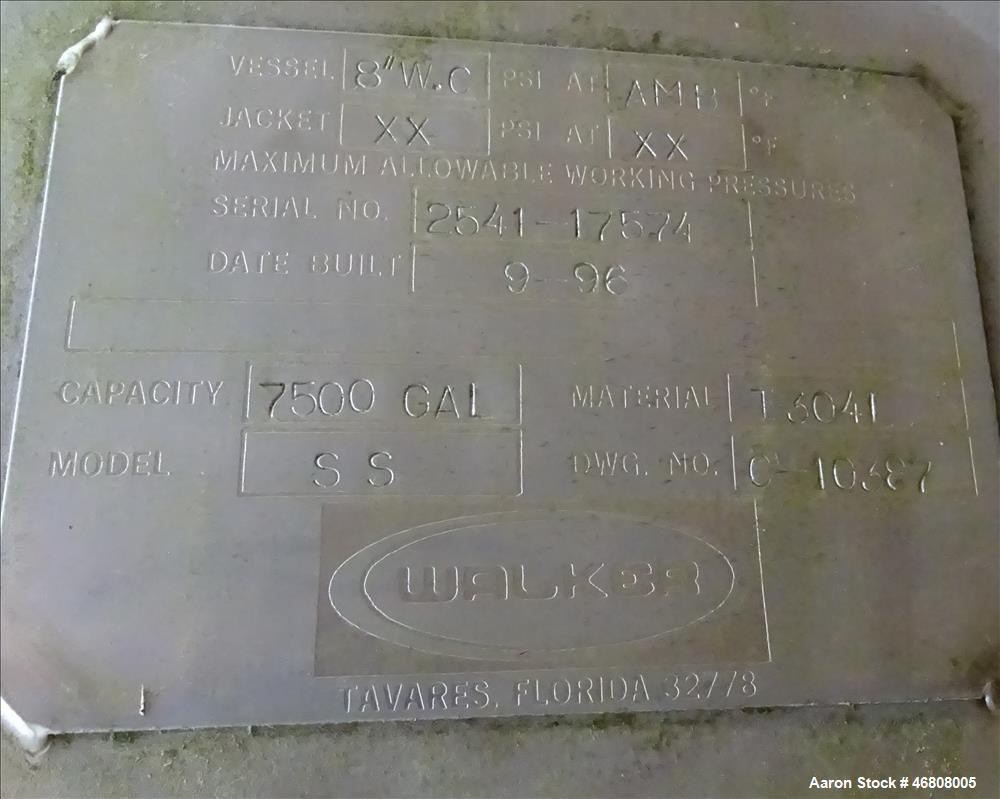 VESSEL 8"W.C PSI AT AMB °F
JACKET XX PSI AT XX °F
MAXIMUM ALLOWABLE WORKING PRESSURES
SERIAL NO. 2541-17574
DATE BUILT 9-96
CAPACITY 7500 GAL MATERIAL T304L
MODEL SS DWG. NO. C-10387
WALKER
TAVARES, FLORIDA 32778
Aaron Stock # 46808005